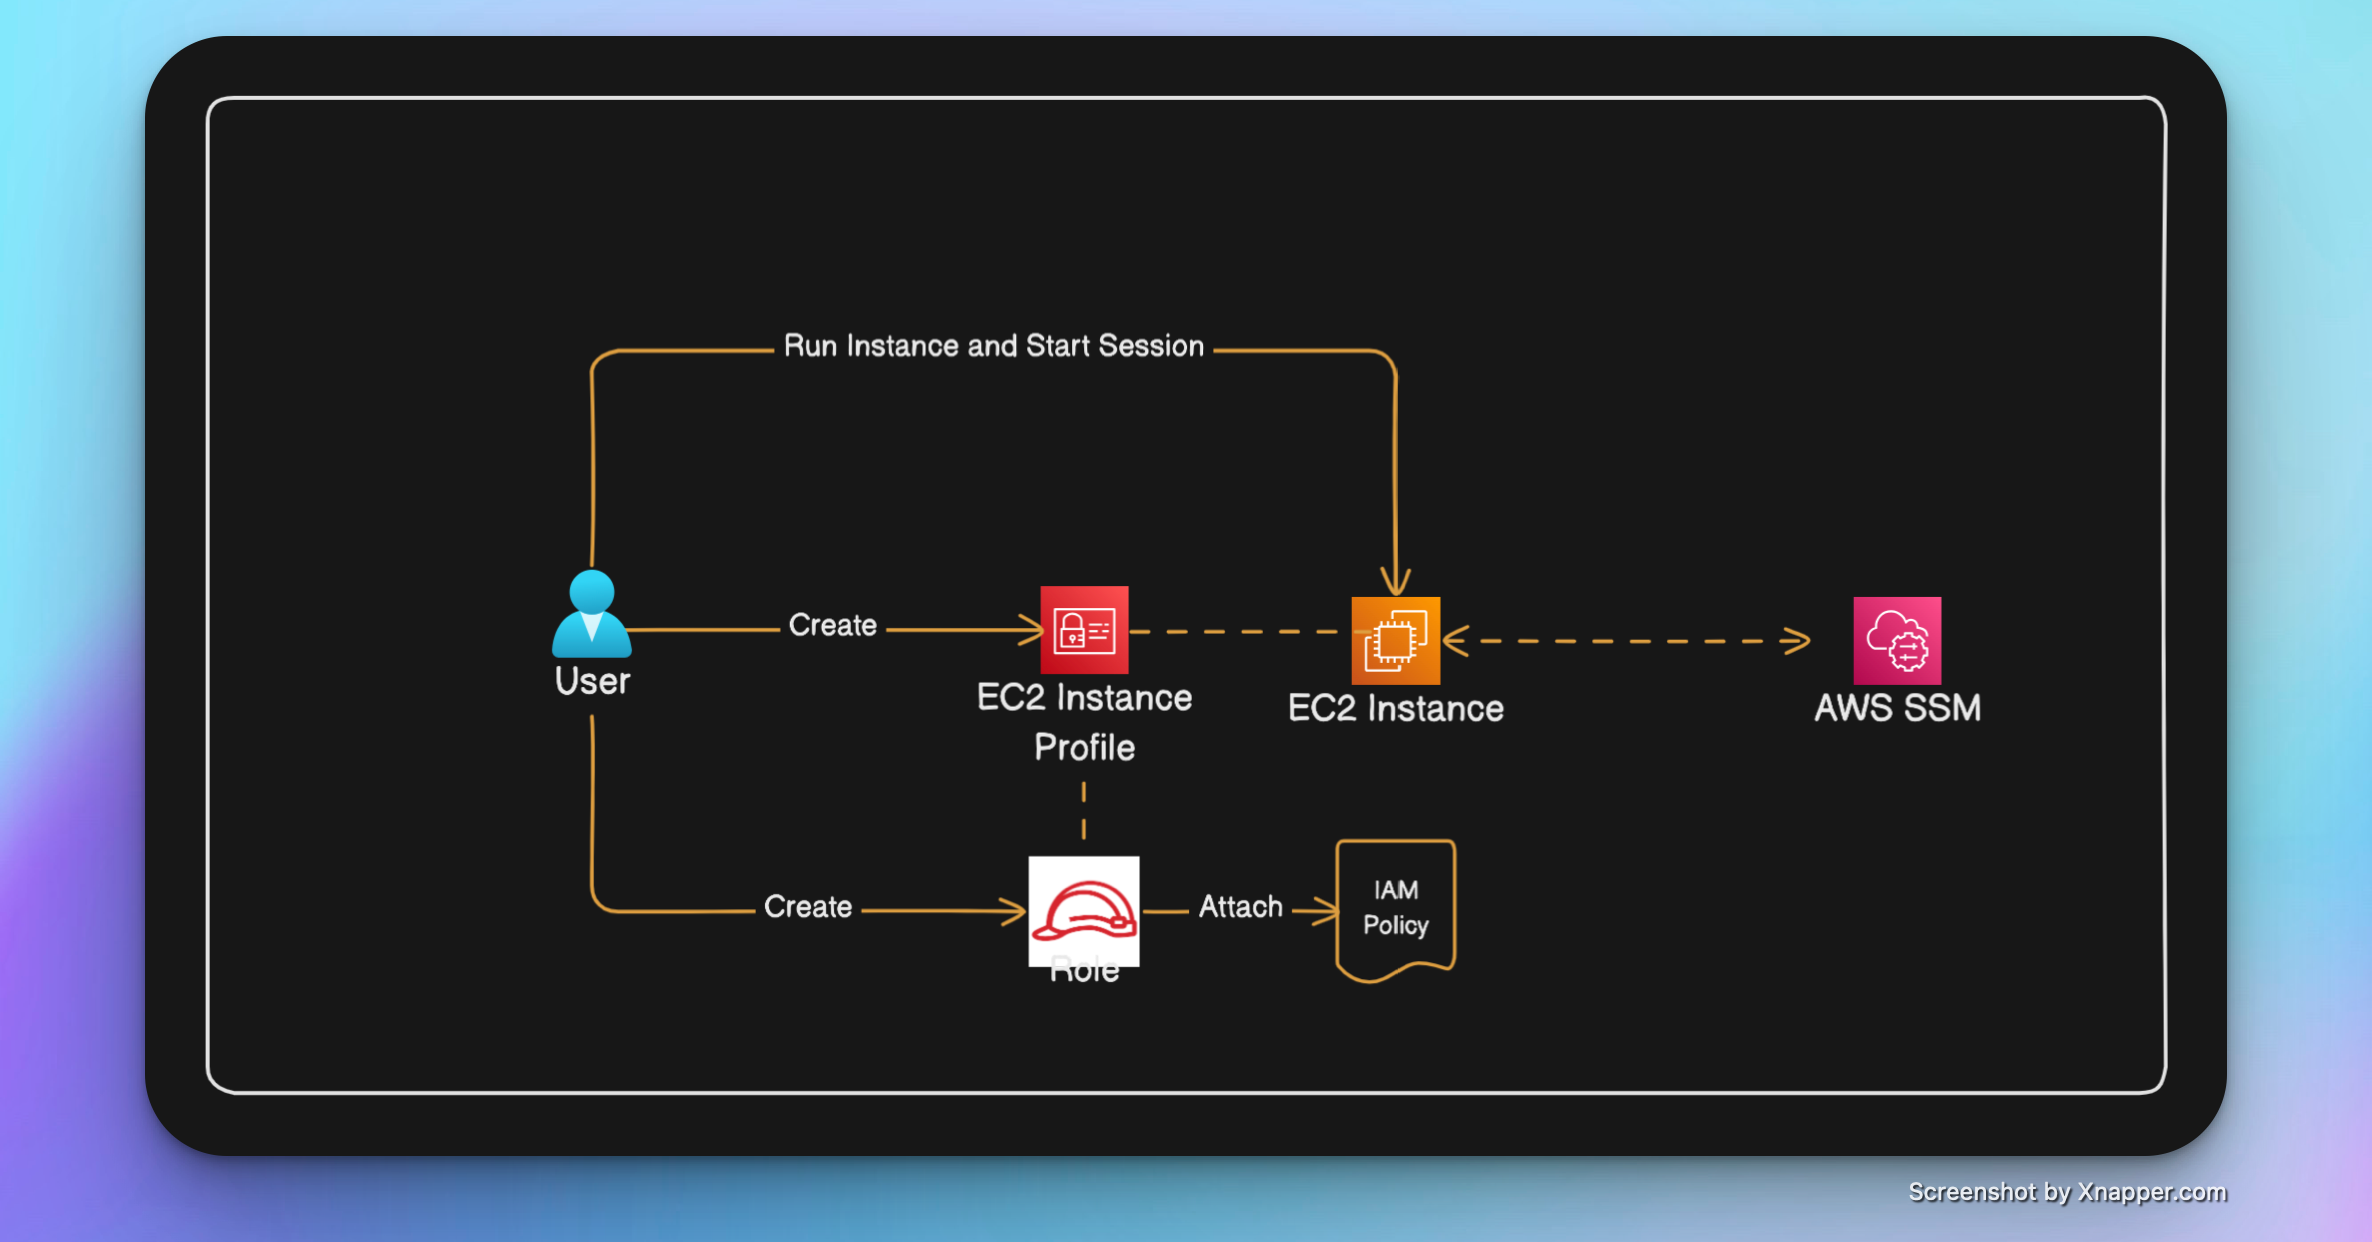 Run Instance and Start Session
Create
User
EC2 Instance
Profile
EC2 Instance
AWS SSM
Create
Role
Attach
IAM
Policy
Screenshot by Xnapper.com